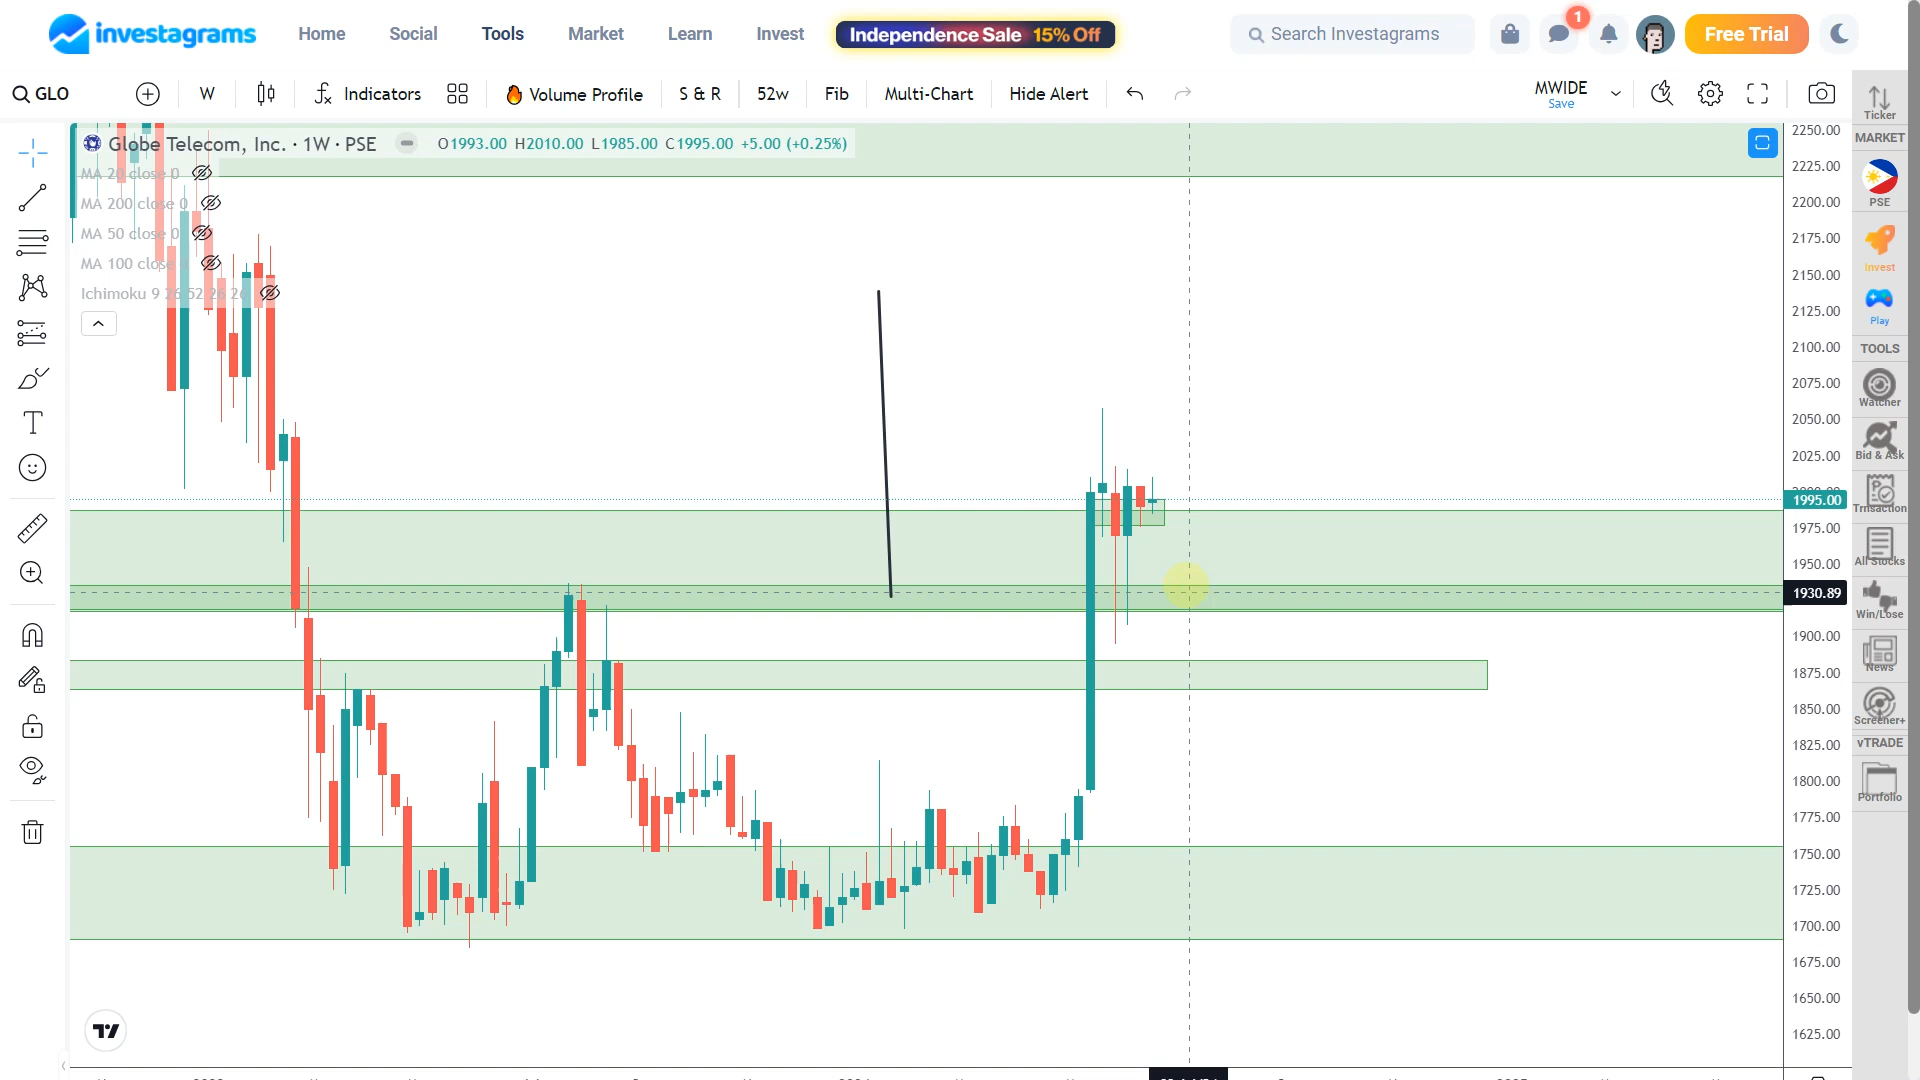 investagrams
Home
Social
Tools
Market
Learn
Invest
Independence Sale 15% Off
Search Investagrams
1
Free Trial
GLO
W
Indicators
Volume Profile
S & R
52w
Fib
Multi-Chart
Hide Alert
MWIDE
Save
Globe Telecom, Inc. · 1W · PSE
O1993.00 H2010.00 L1985.00 C1995.00 +5.00 (+0.25%)
MA 20 close 0
MA 200 close 0
MA 50 close 0
MA 100 close
Ichimoku 9 26 52 26 26
2250.00
2225.00
2200.00
2175.00
2150.00
2125.00
2100.00
2075.00
2050.00
2025.00
1995.00
1975.00
1950.00
1930.89
1900.00
1875.00
1850.00
1825.00
1800.00
1775.00
1750.00
1725.00
1700.00
1675.00
1650.00
1625.00
Ticker
MARKET
PSE
Invest
Play
TOOLS
Watcher
Bid & Ask
Trnsaction
All Stocks
Win/Lose
News
Screener+
vTRADE
Portfolio